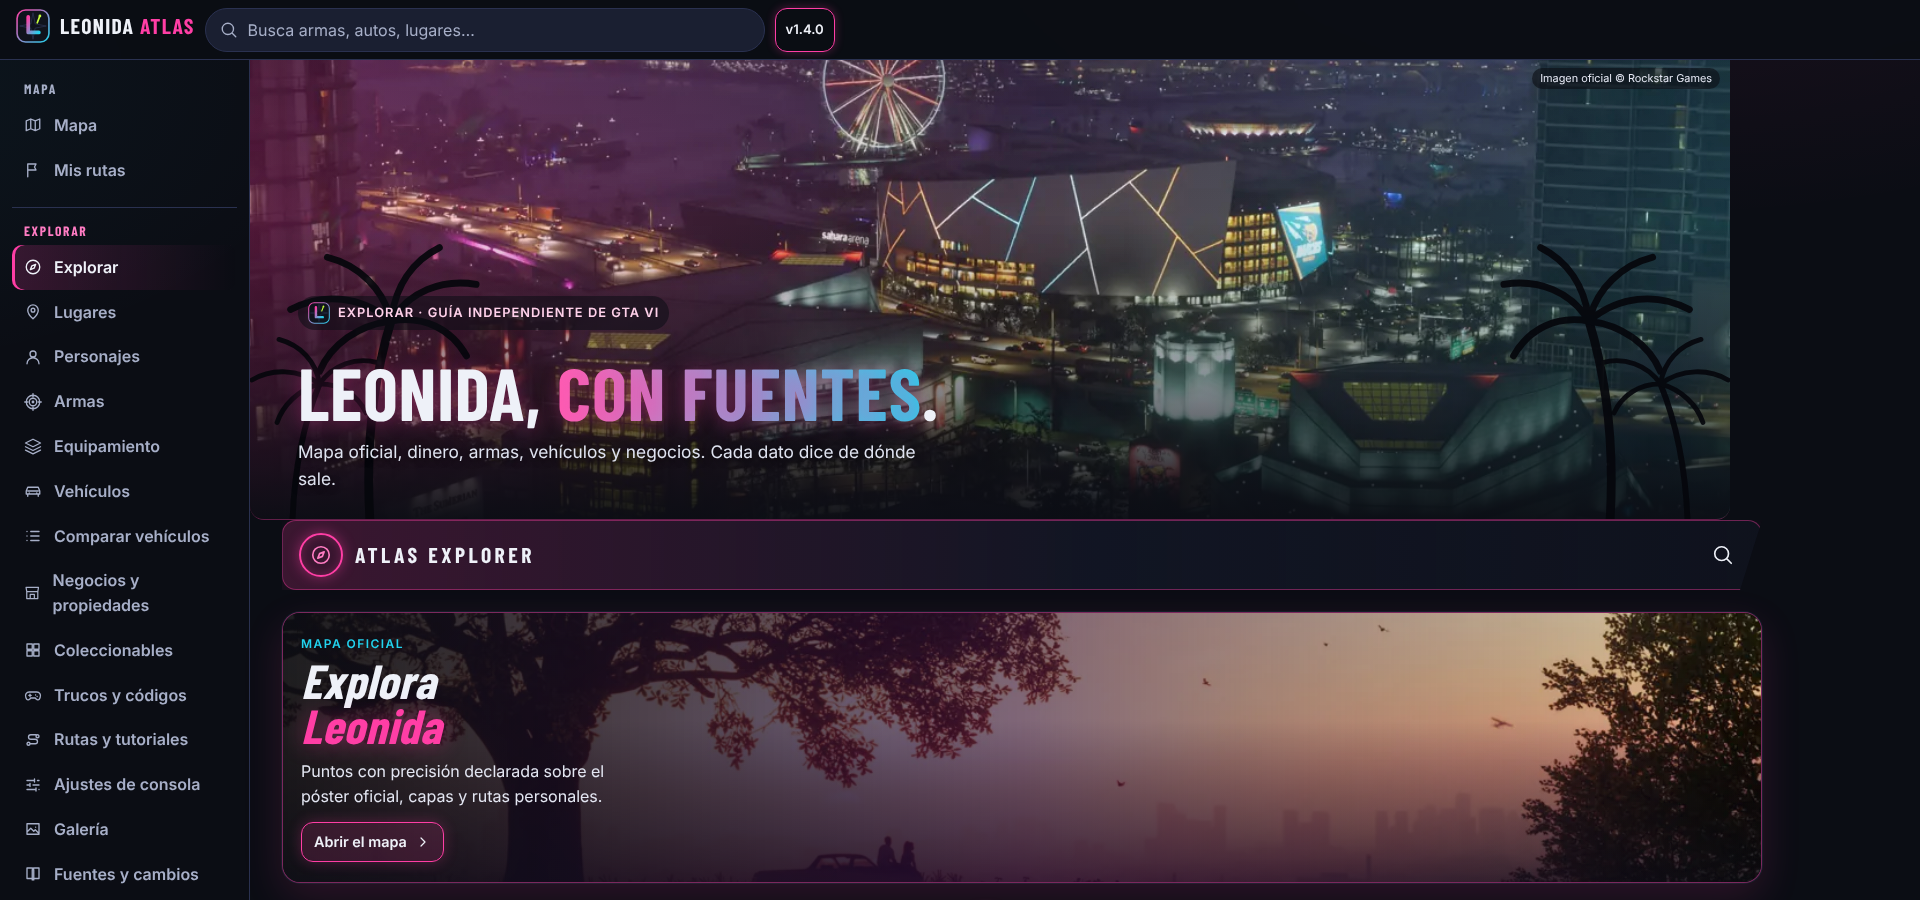 LEONIDA ATLAS
Busca armas, autos, lugares...
v1.4.0
MAPA
Mapa
Mis rutas
EXPLORAR
Explorar
Lugares
Personajes
Armas
Equipamiento
Vehículos
Comparar vehículos
Negocios y
propiedades
Coleccionables
Trucos y códigos
Rutas y tutoriales
Ajustes de consola
Galería
Fuentes y cambios
Imagen oficial © Rockstar Games
sahara arena
EXPLORAR · GUÍA INDEPENDIENTE DE GTA VI
LEONIDA, CON FUENTES.
Mapa oficial, dinero, armas, vehículos y negocios. Cada dato dice de dónde
sale.
ATLAS EXPLORER
MAPA OFICIAL
Explora
Leonida
Puntos con precisión declarada sobre el
póster oficial, capas y rutas personales.
Abrir el mapa